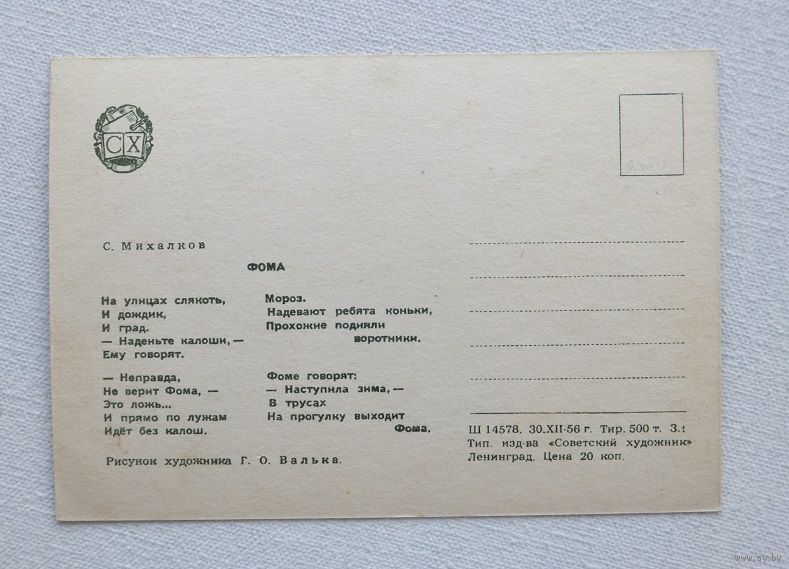 СХ
С. Михалков
ФОМА
На улицах слякоть,
И дождик,
И град.
— Наденьте калоши, —
Ему говорят.
— Неправда,
Не верит Фома, —
Это ложь...
И прямо по лужам
Идёт без калош.
Мороз.
Надевают ребята коньки,
Прохожие подняли
воротники.
Фоме говорят:
— Наступила зима, —
В трусах
На прогулку выходит
Фома.
Рисунок художника Г. О. Валька.
Ш 14578. 30.XII-56 г. Тир. 500 т. З.
Тип. изд-ва «Советский художник»
Ленинград. Цена 20 коп.
www.ay.by